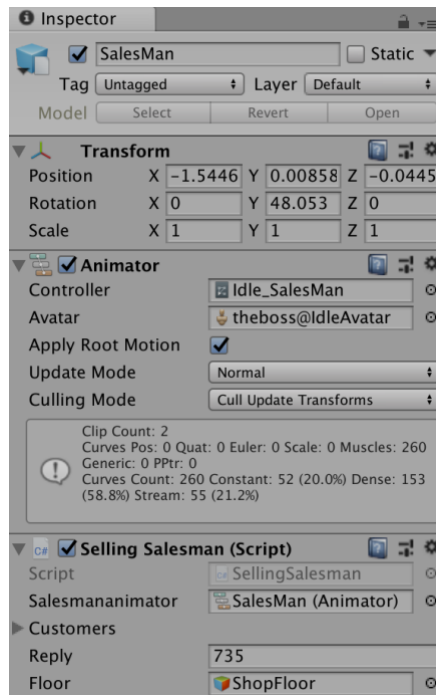 Inspector
SalesMan Static
Tag Untagged Layer Default
Model Select Revert Open
Transform
Position X -1.5446 Y 0.00858 Z -0.0445
Rotation X 0 Y 48.053 Z 0
Scale X 1 Y 1 Z 1
Animator
Controller Idle_SalesMan
Avatar theboss@IdleAvatar
Apply Root Motion
Update Mode Normal
Culling Mode Cull Update Transforms
Clip Count: 2
Curves Pos: 0 Quat: 0 Euler: 0 Scale: 0 Muscles: 260
Generic: 0 PPtr: 0
Curves Count: 260 Constant: 52 (20.0%) Dense: 153
(58.8%) Stream: 55 (21.2%)
C# Selling Salesman (Script)
Script SellingSalesman
Salesmananimator SalesMan (Animator)
Customers
Reply 735
Floor ShopFloor